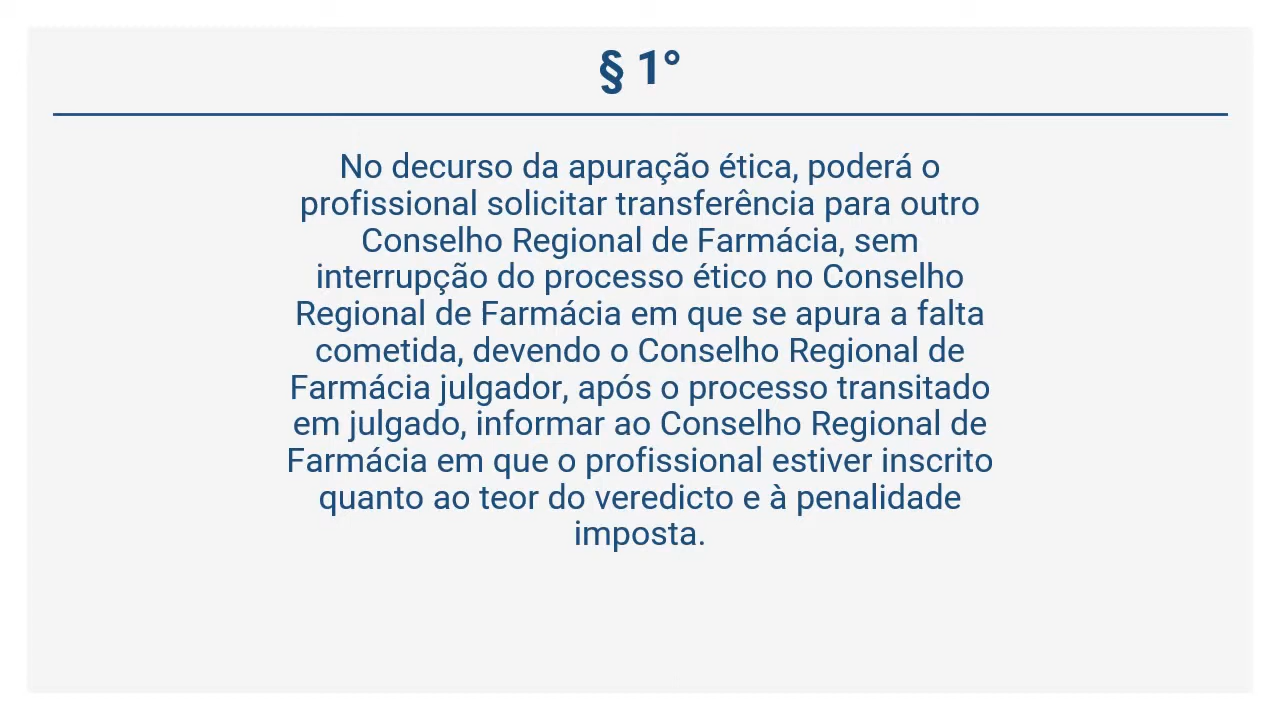 § 1°
No decurso da apuração ética, poderá o
profissional solicitar transferência para outro
Conselho Regional de Farmácia, sem
interrupção do processo ético no Conselho
Regional de Farmácia em que se apura a falta
cometida, devendo o Conselho Regional de
Farmácia julgador, após o processo transitado
em julgado, informar ao Conselho Regional de
Farmácia em que o profissional estiver inscrito
quanto ao teor do veredicto e à penalidade
imposta.